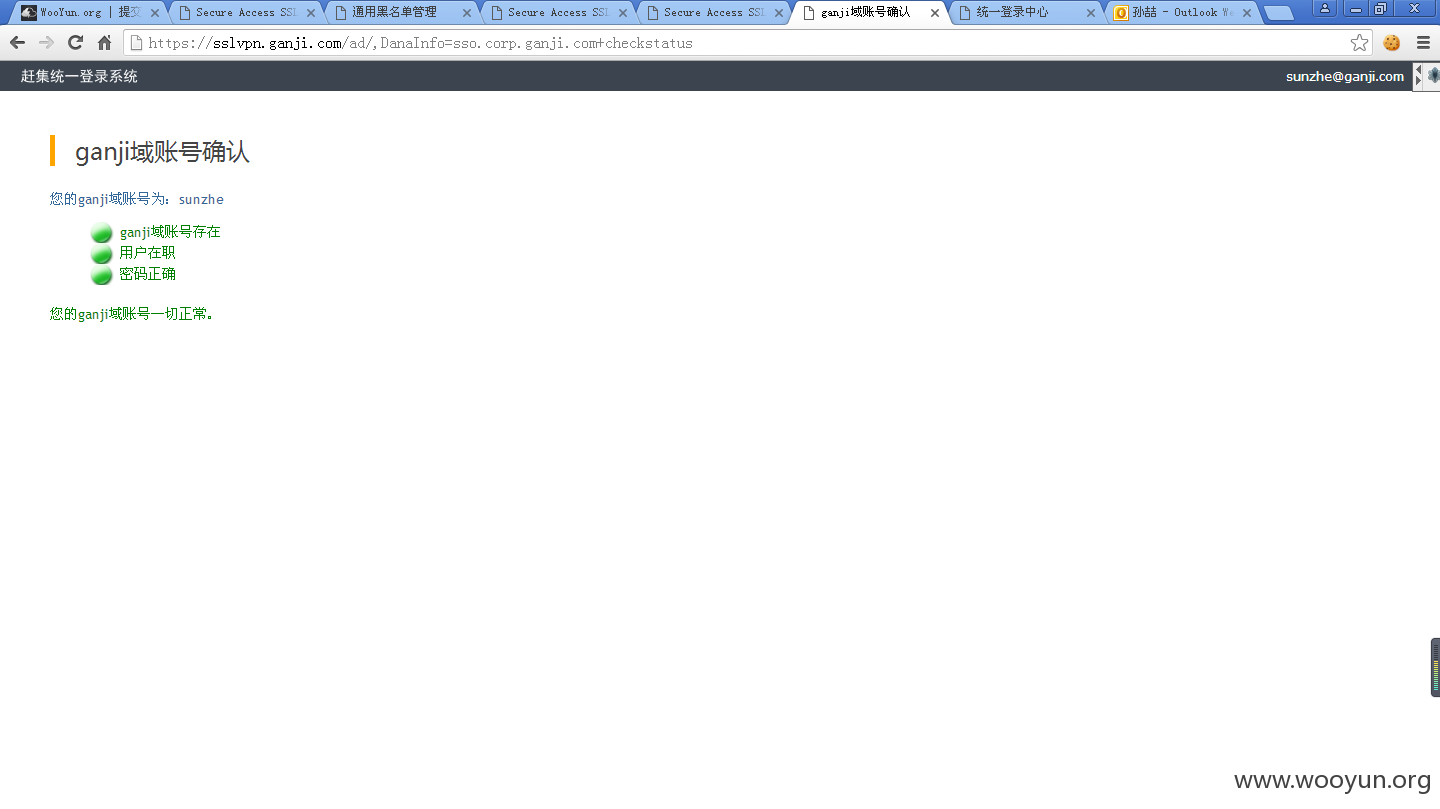 WooYun.org | 提交
Secure Access SSL
通用黑名单管理
Secure Access SSL
Secure Access SSL
ganji域账号确认
统一登录中心
孙喆 - Outlook We
https://sslvpn.ganji.com/ad/,DanaInfo=sso.corp.ganji.com+checkstatus
赶集统一登录系统
sunzhe@ganji.com
ganji域账号确认
您的ganji域账号为：sunzhe
ganji域账号存在
用户在职
密码正确
您的ganji域账号一切正常。
www.wooyun.org